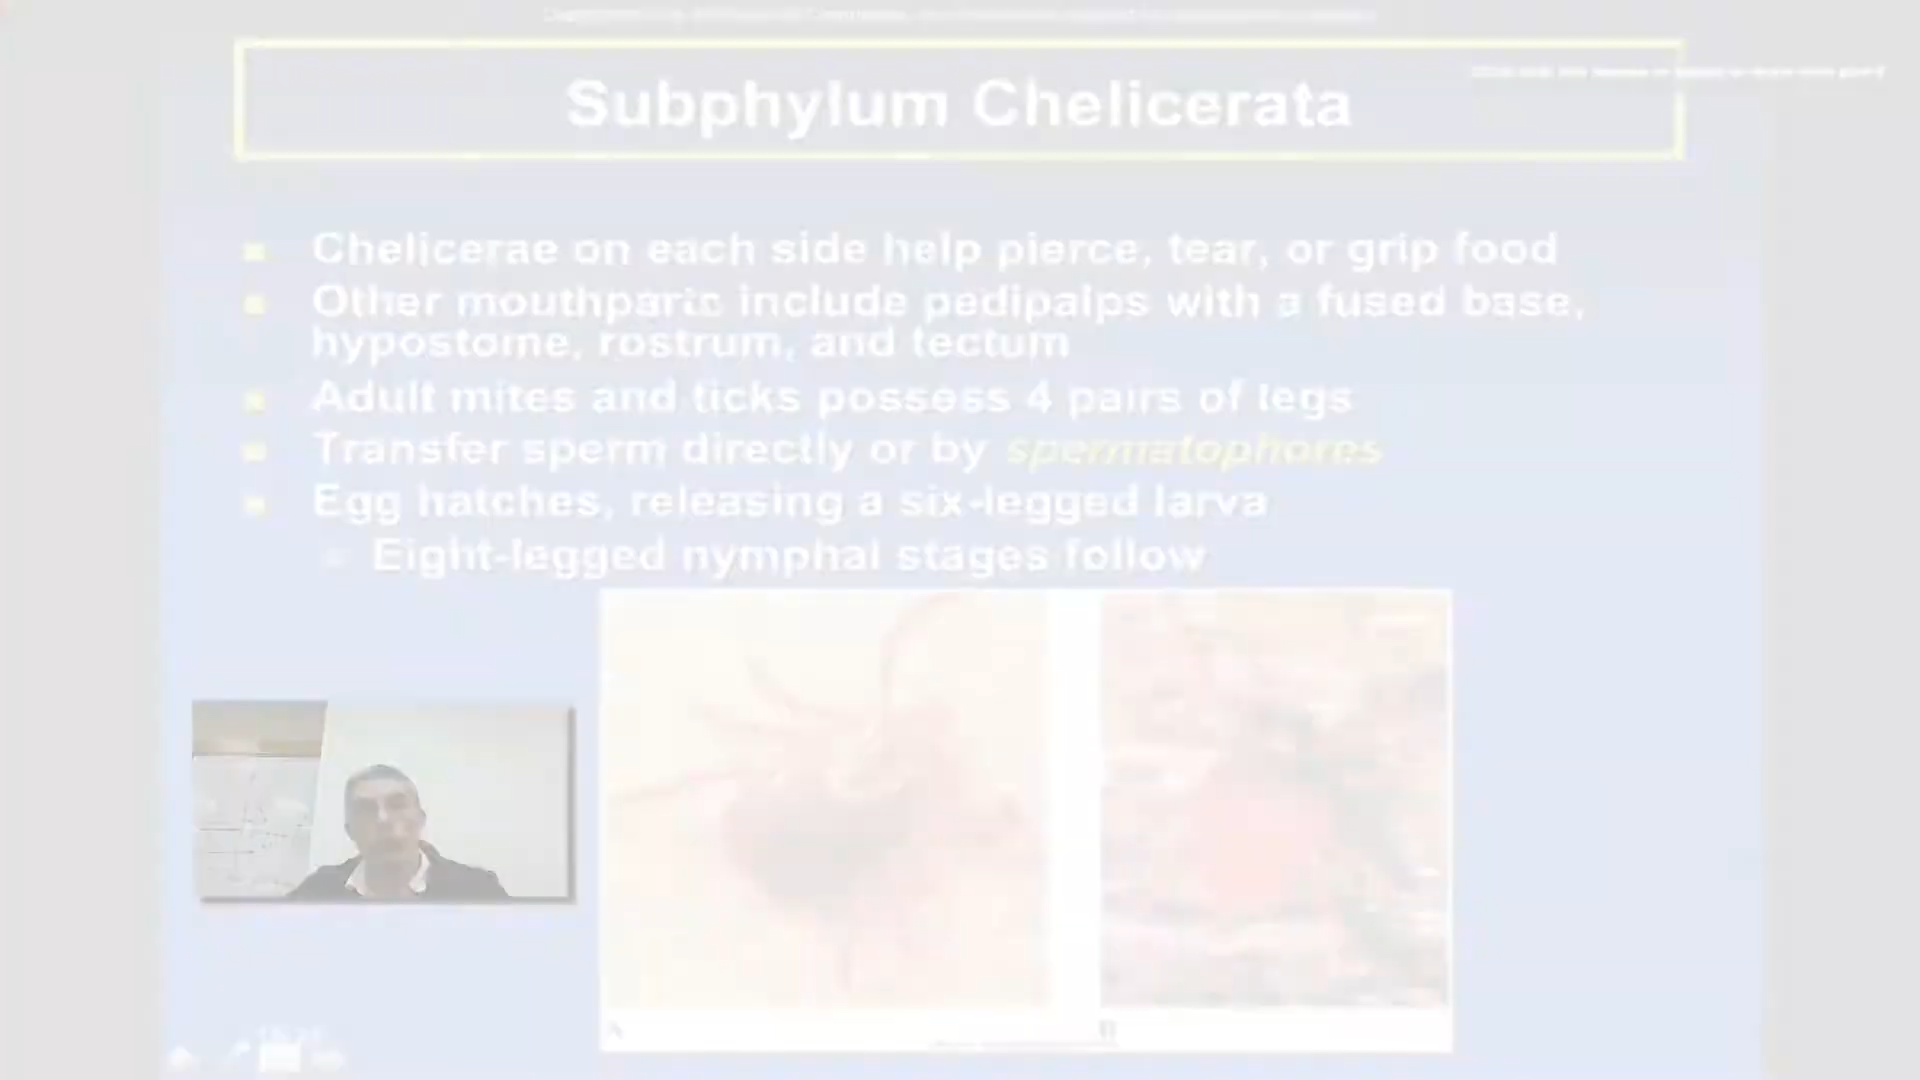 Subphylum Chelicerata
Chelicerae on each side help pierce, tear, or grip food
Other mouthparts include pedipalps with a fused base,
hypostome, rostrum, and tectum
Adult mites and ticks possess 4 pairs of legs
Transfer sperm directly or by spermatophores
Egg hatches, releasing a six-legged larva
Eight-legged nymphal stages follow
A
B